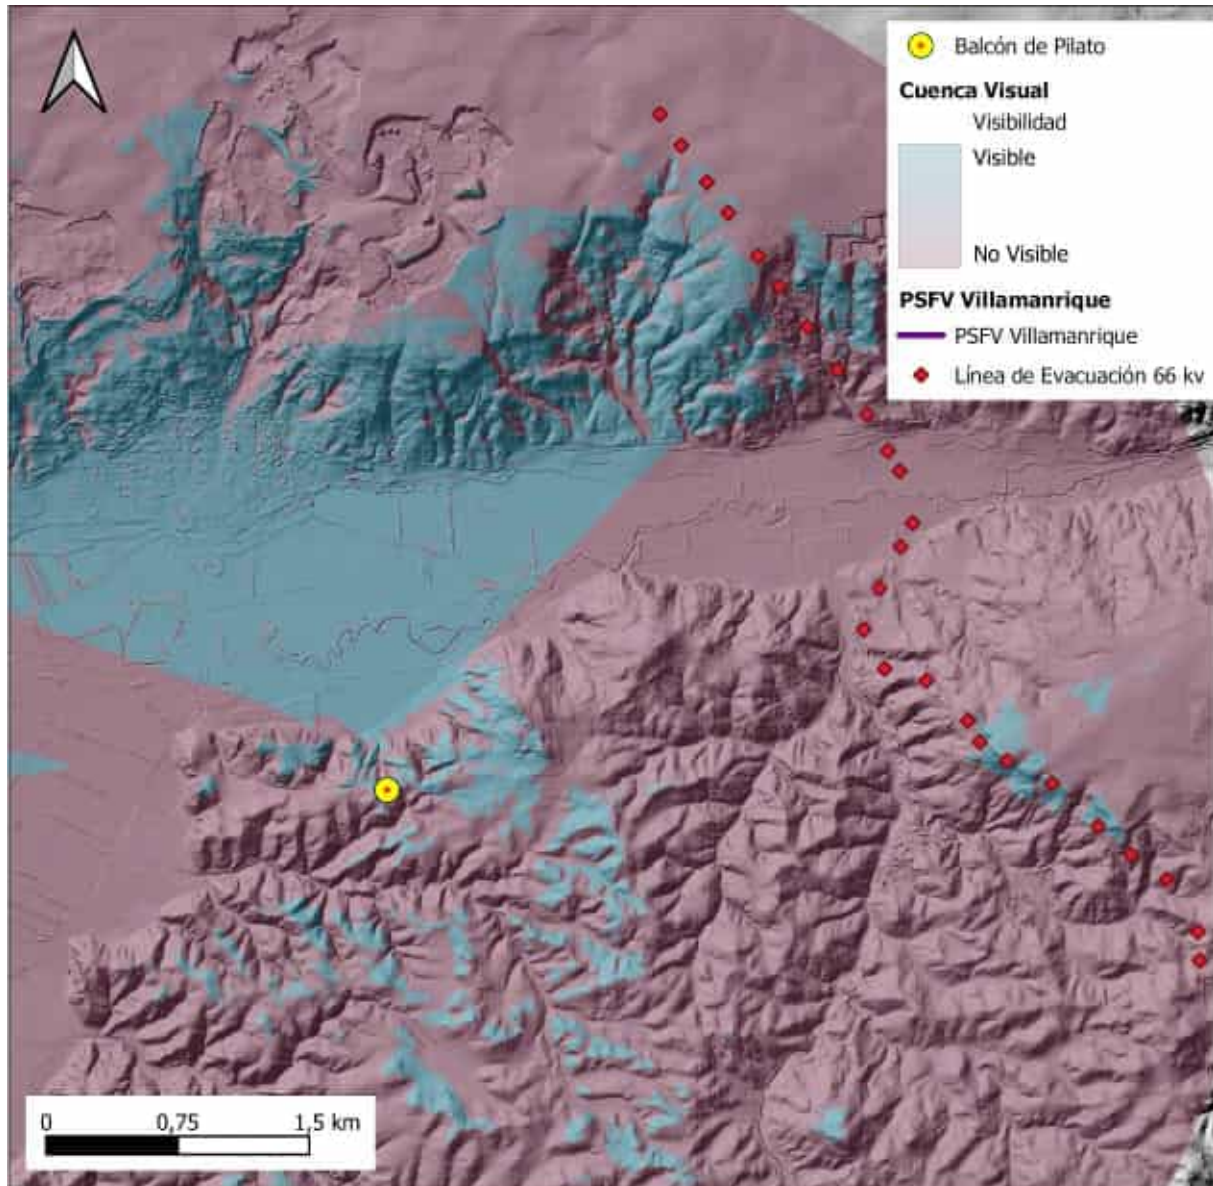 Balcón de Pilato
Cuenca Visual
Visibilidad
Visible
No Visible
PSFV Villamanrique
PSFV Villamanrique
Línea de Evacuación 66 kv
0 0,75 1,5 km